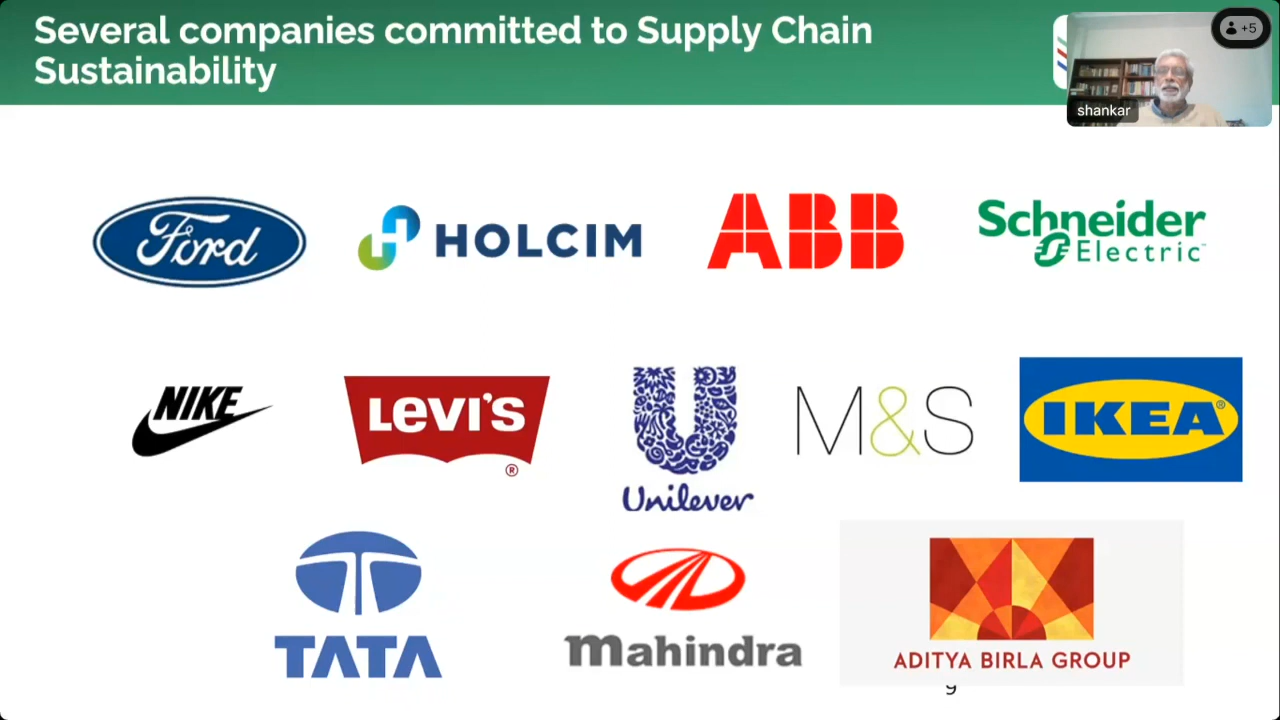 Several companies committed to Supply Chain
Sustainability
+5
shankar
Ford
HOLCIM
ABB
Schneider
Electric™
NIKE
LEVI'S
®
Unilever
M&S
IKEA®
TATA
mahindra
ADITYA BIRLA GROUP
9